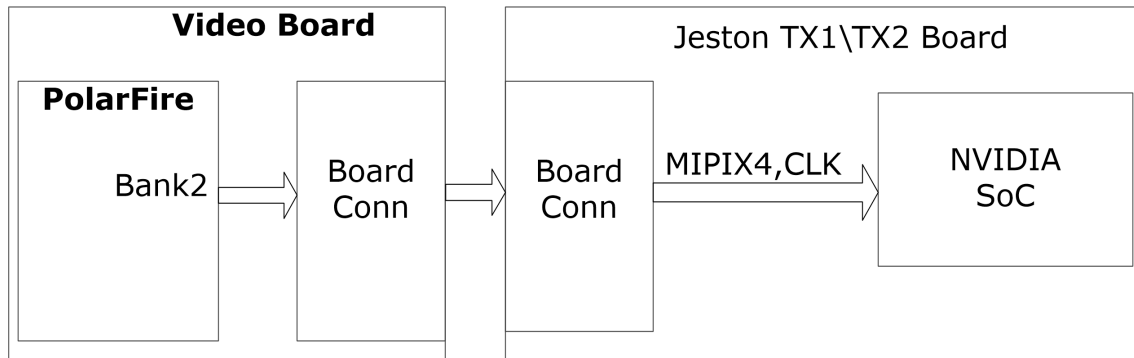 Video Board
Jeston TX1\TX2 Board
PolarFire
Bank2
Board
Conn
Board
Conn
MIPIX4,CLK
NVIDIA
SoC